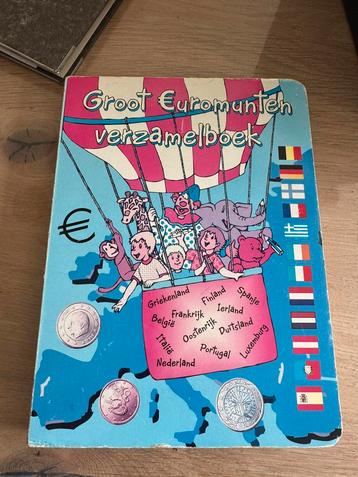 Groot €uromunten
verzamelboek
€
Griekenland
Finland
Spanje
België
Frankrijk
Ierland
Italië
Oostenrijk
Duitsland
Nederland
Portugal
Luxemburg